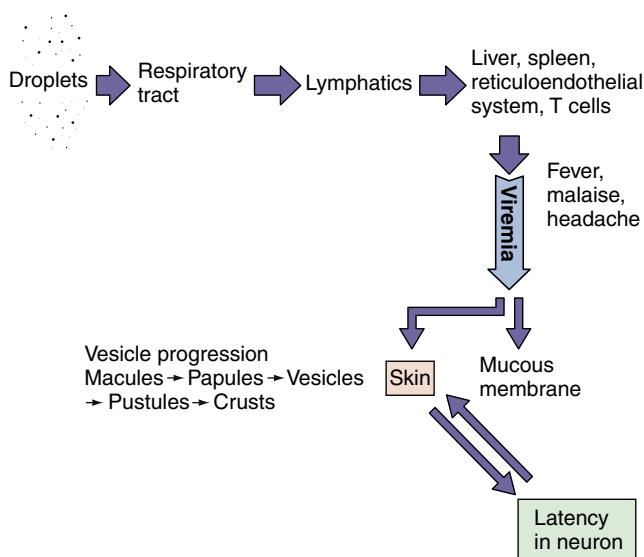 Droplets
Respiratory
tract
Lymphatics
Liver, spleen,
reticuloendothelial
system, T cells
Fever,
malaise,
headache
Viremia
Vesicle progression
Macules → Papules → Vesicles
→ Pustules → Crusts
Skin
Mucous
membrane
Latency
in neuron